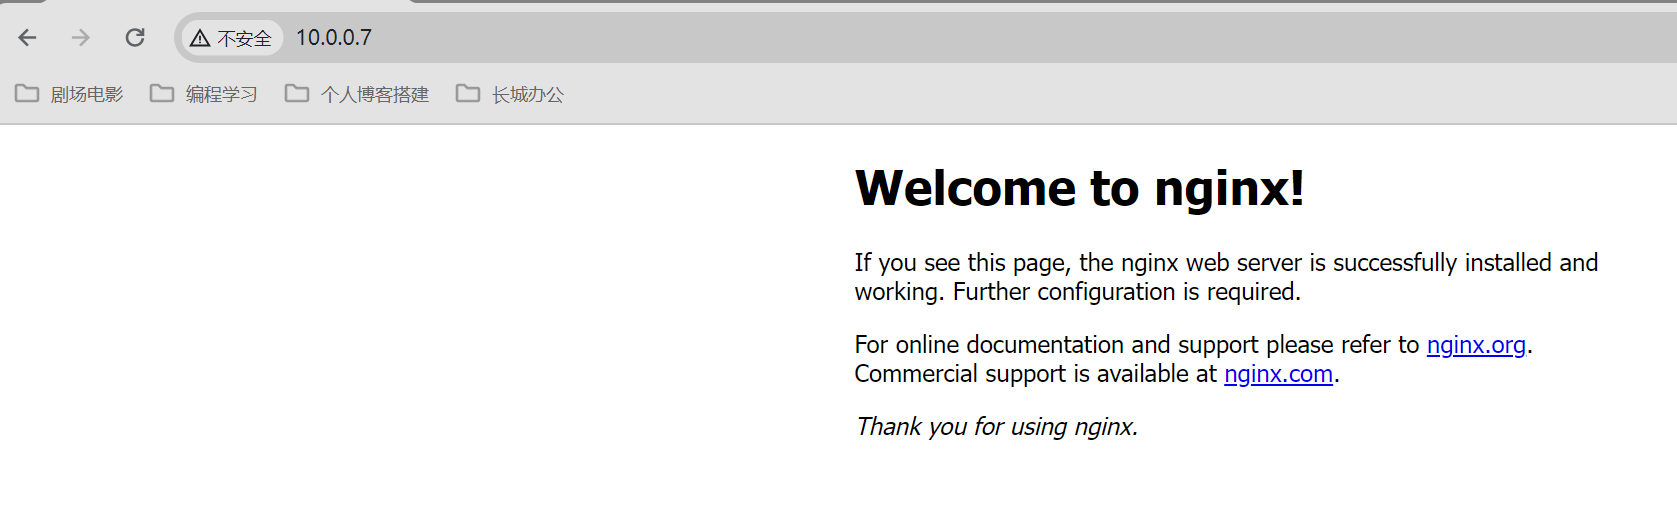 不安全 10.0.0.7
剧场电影 编程学习 个人博客搭建 长城办公
Welcome to nginx!
If you see this page, the nginx web server is successfully installed and
working. Further configuration is required.
For online documentation and support please refer to nginx.org.
Commercial support is available at nginx.com.
Thank you for using nginx.